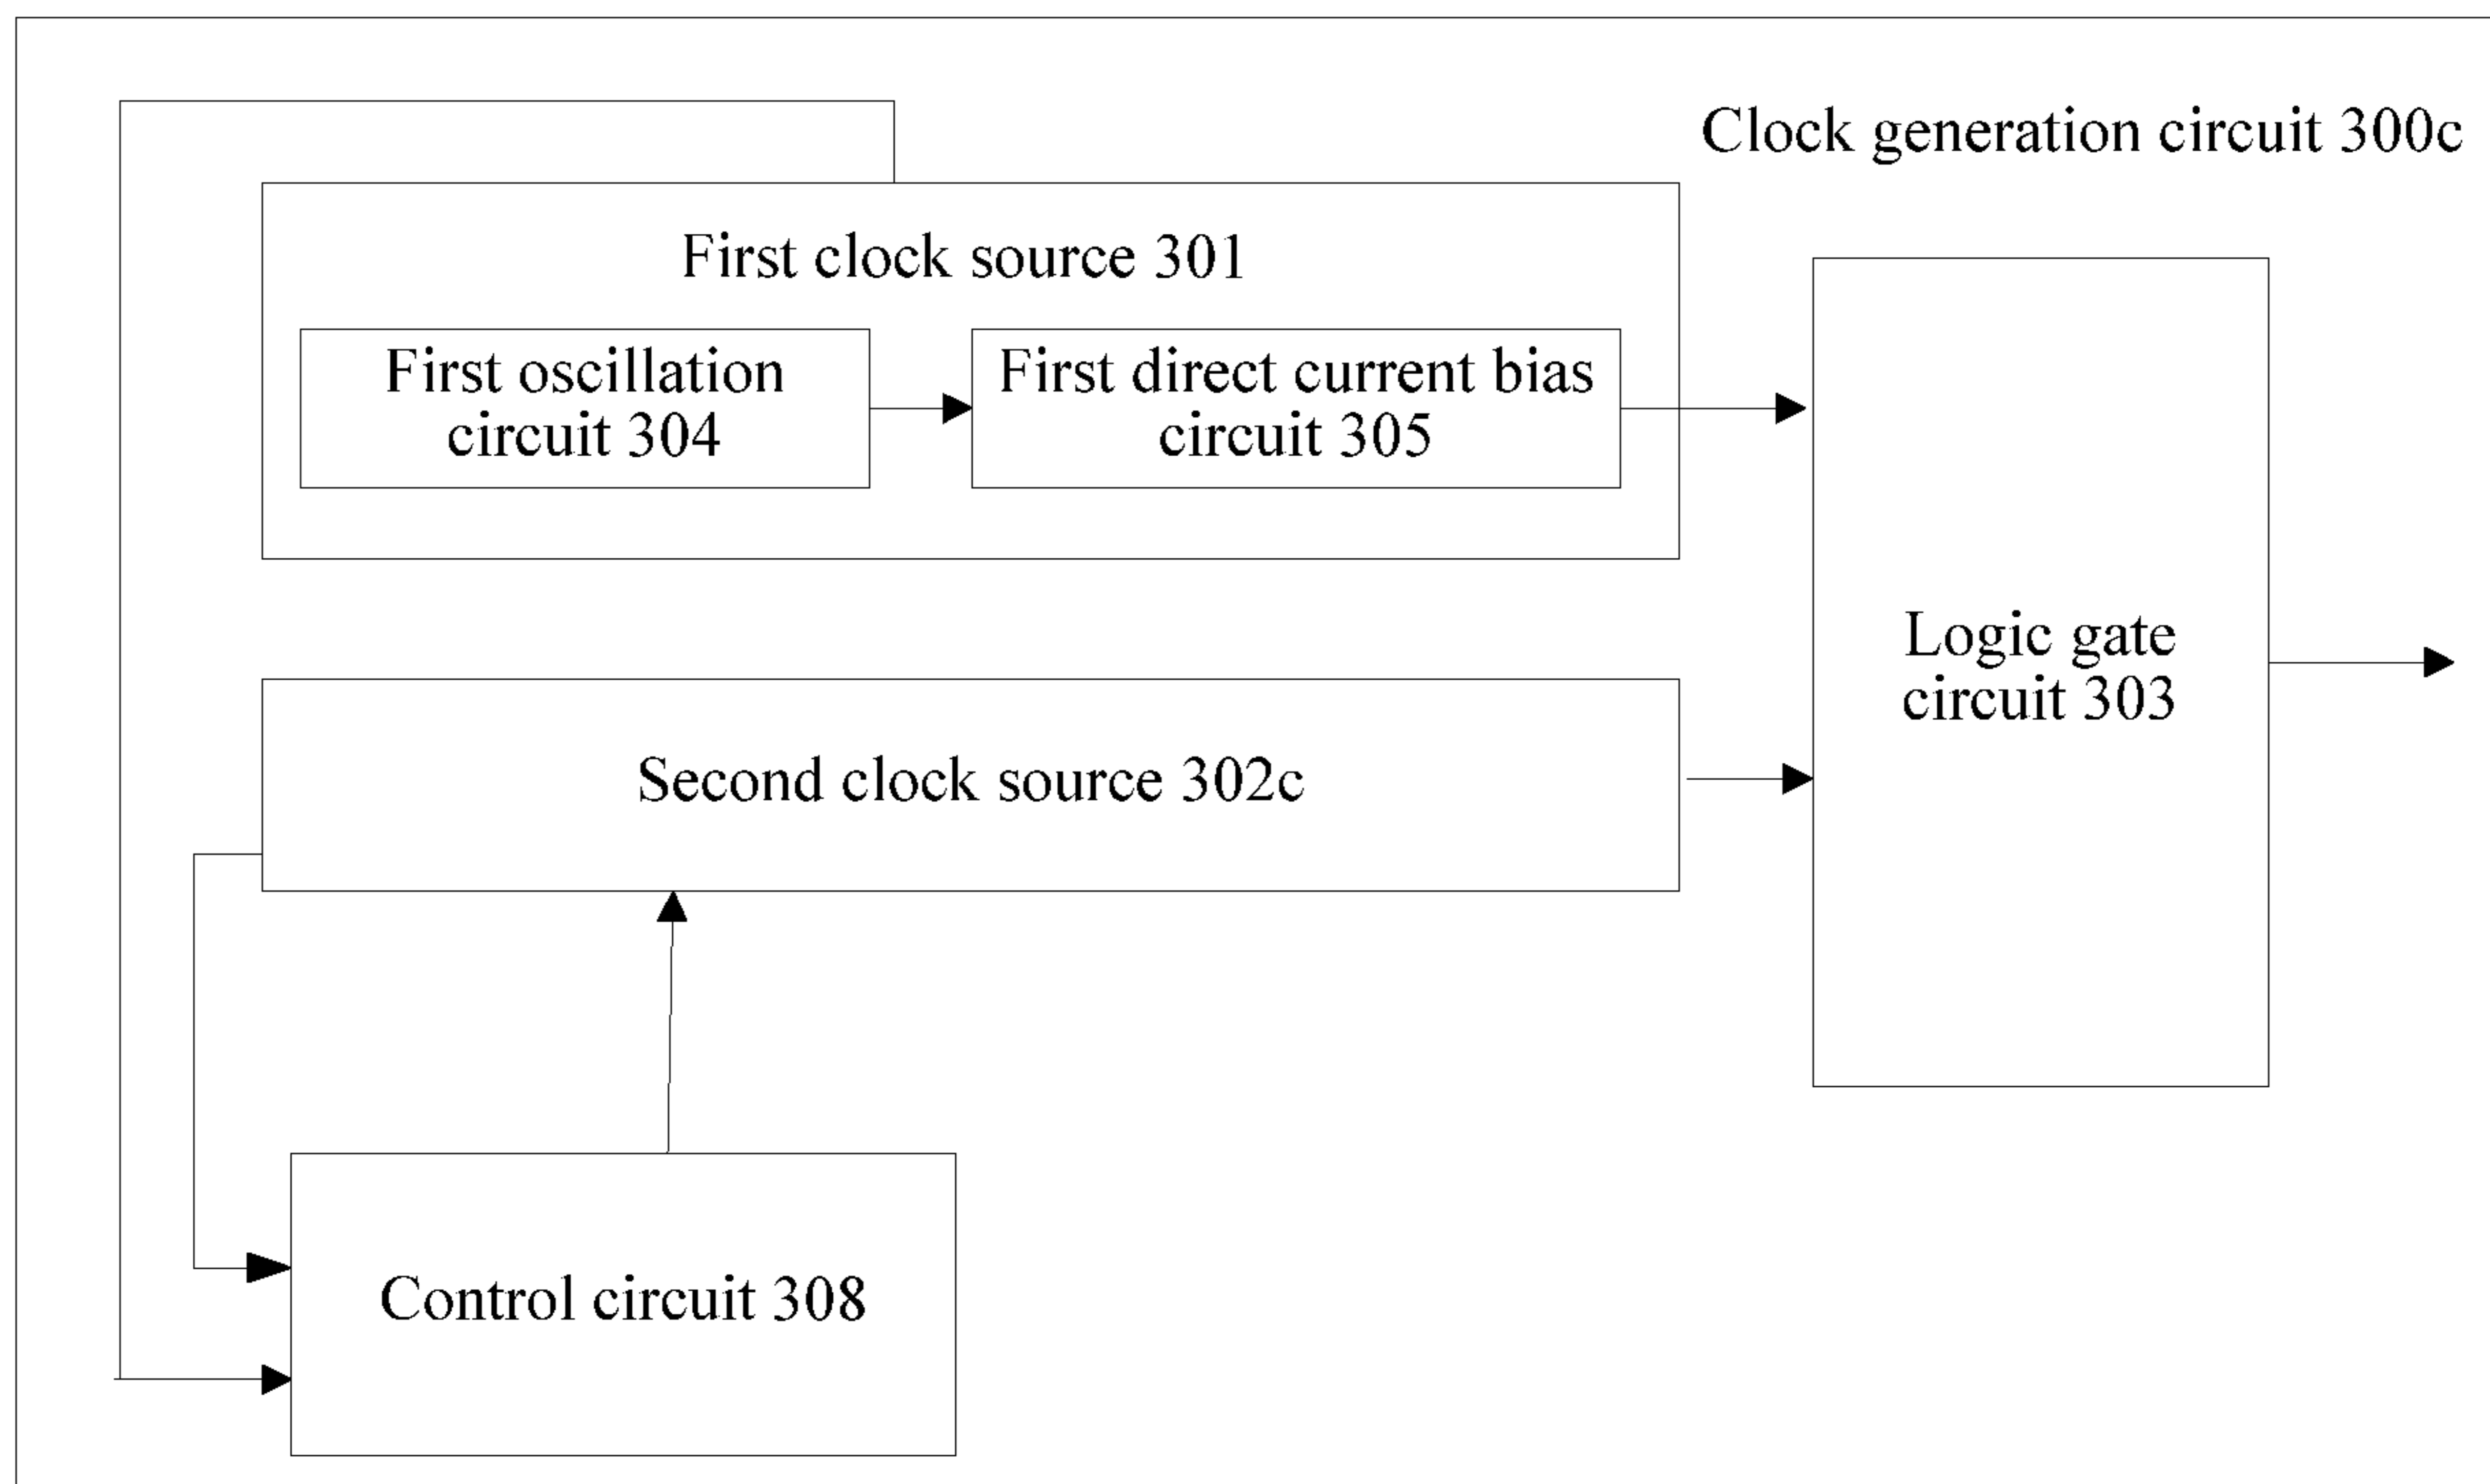 Clock generation circuit 300c
First clock source 301
First oscillation
circuit 304
First direct current bias
circuit 305
Logic gate
circuit 303
Second clock source 302c
Control circuit 308